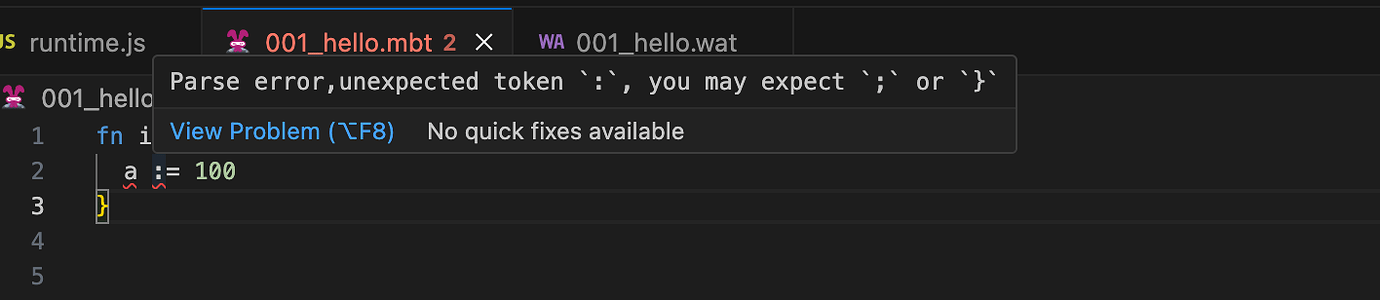 JS runtime.js 001_hello.mbt 2 WA 001_hello.wat
Parse error,unexpected token `:`, you may expect `;` or `}`
001_hello
View Problem (⌥F8) No quick fixes available
1 fn i
2 a := 100
3 }
4
5